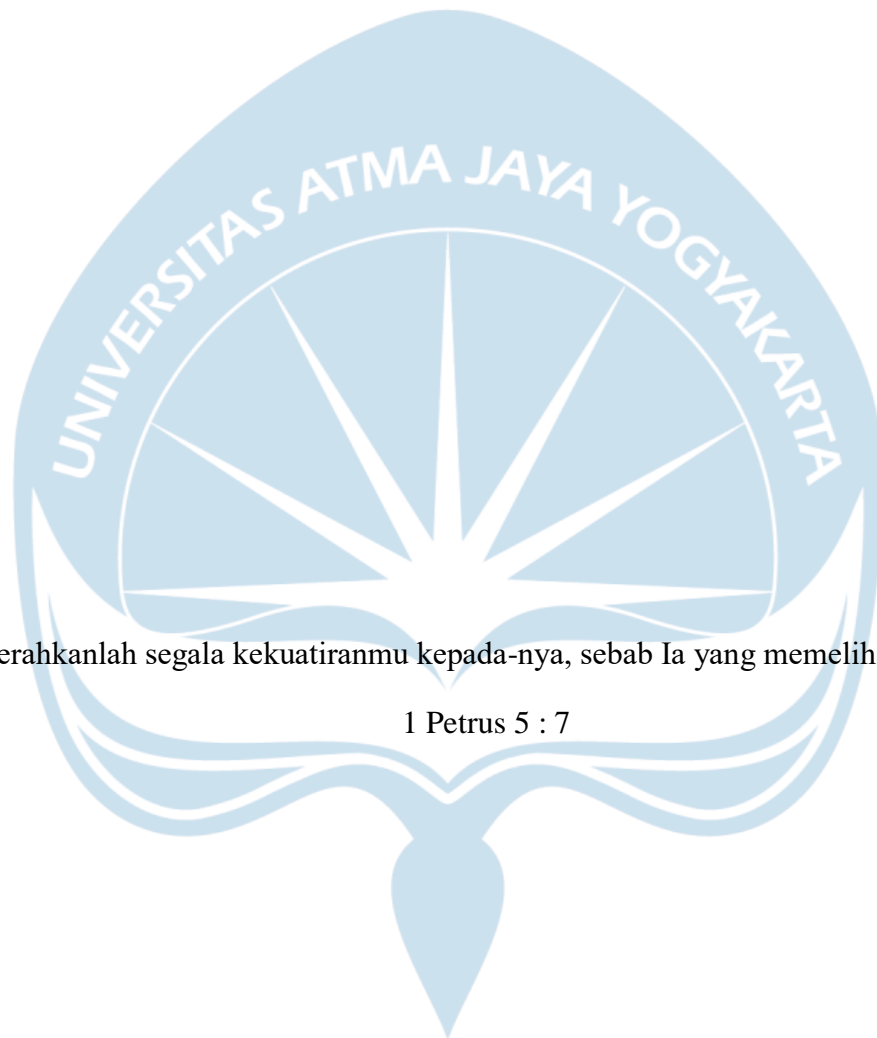 UNIVERSITAS ATMA JAYA YOGYAKARTA
erahkanlah segala kekuatiranmu kepada-nya, sebab Ia yang memelih
1 Petrus 5 : 7